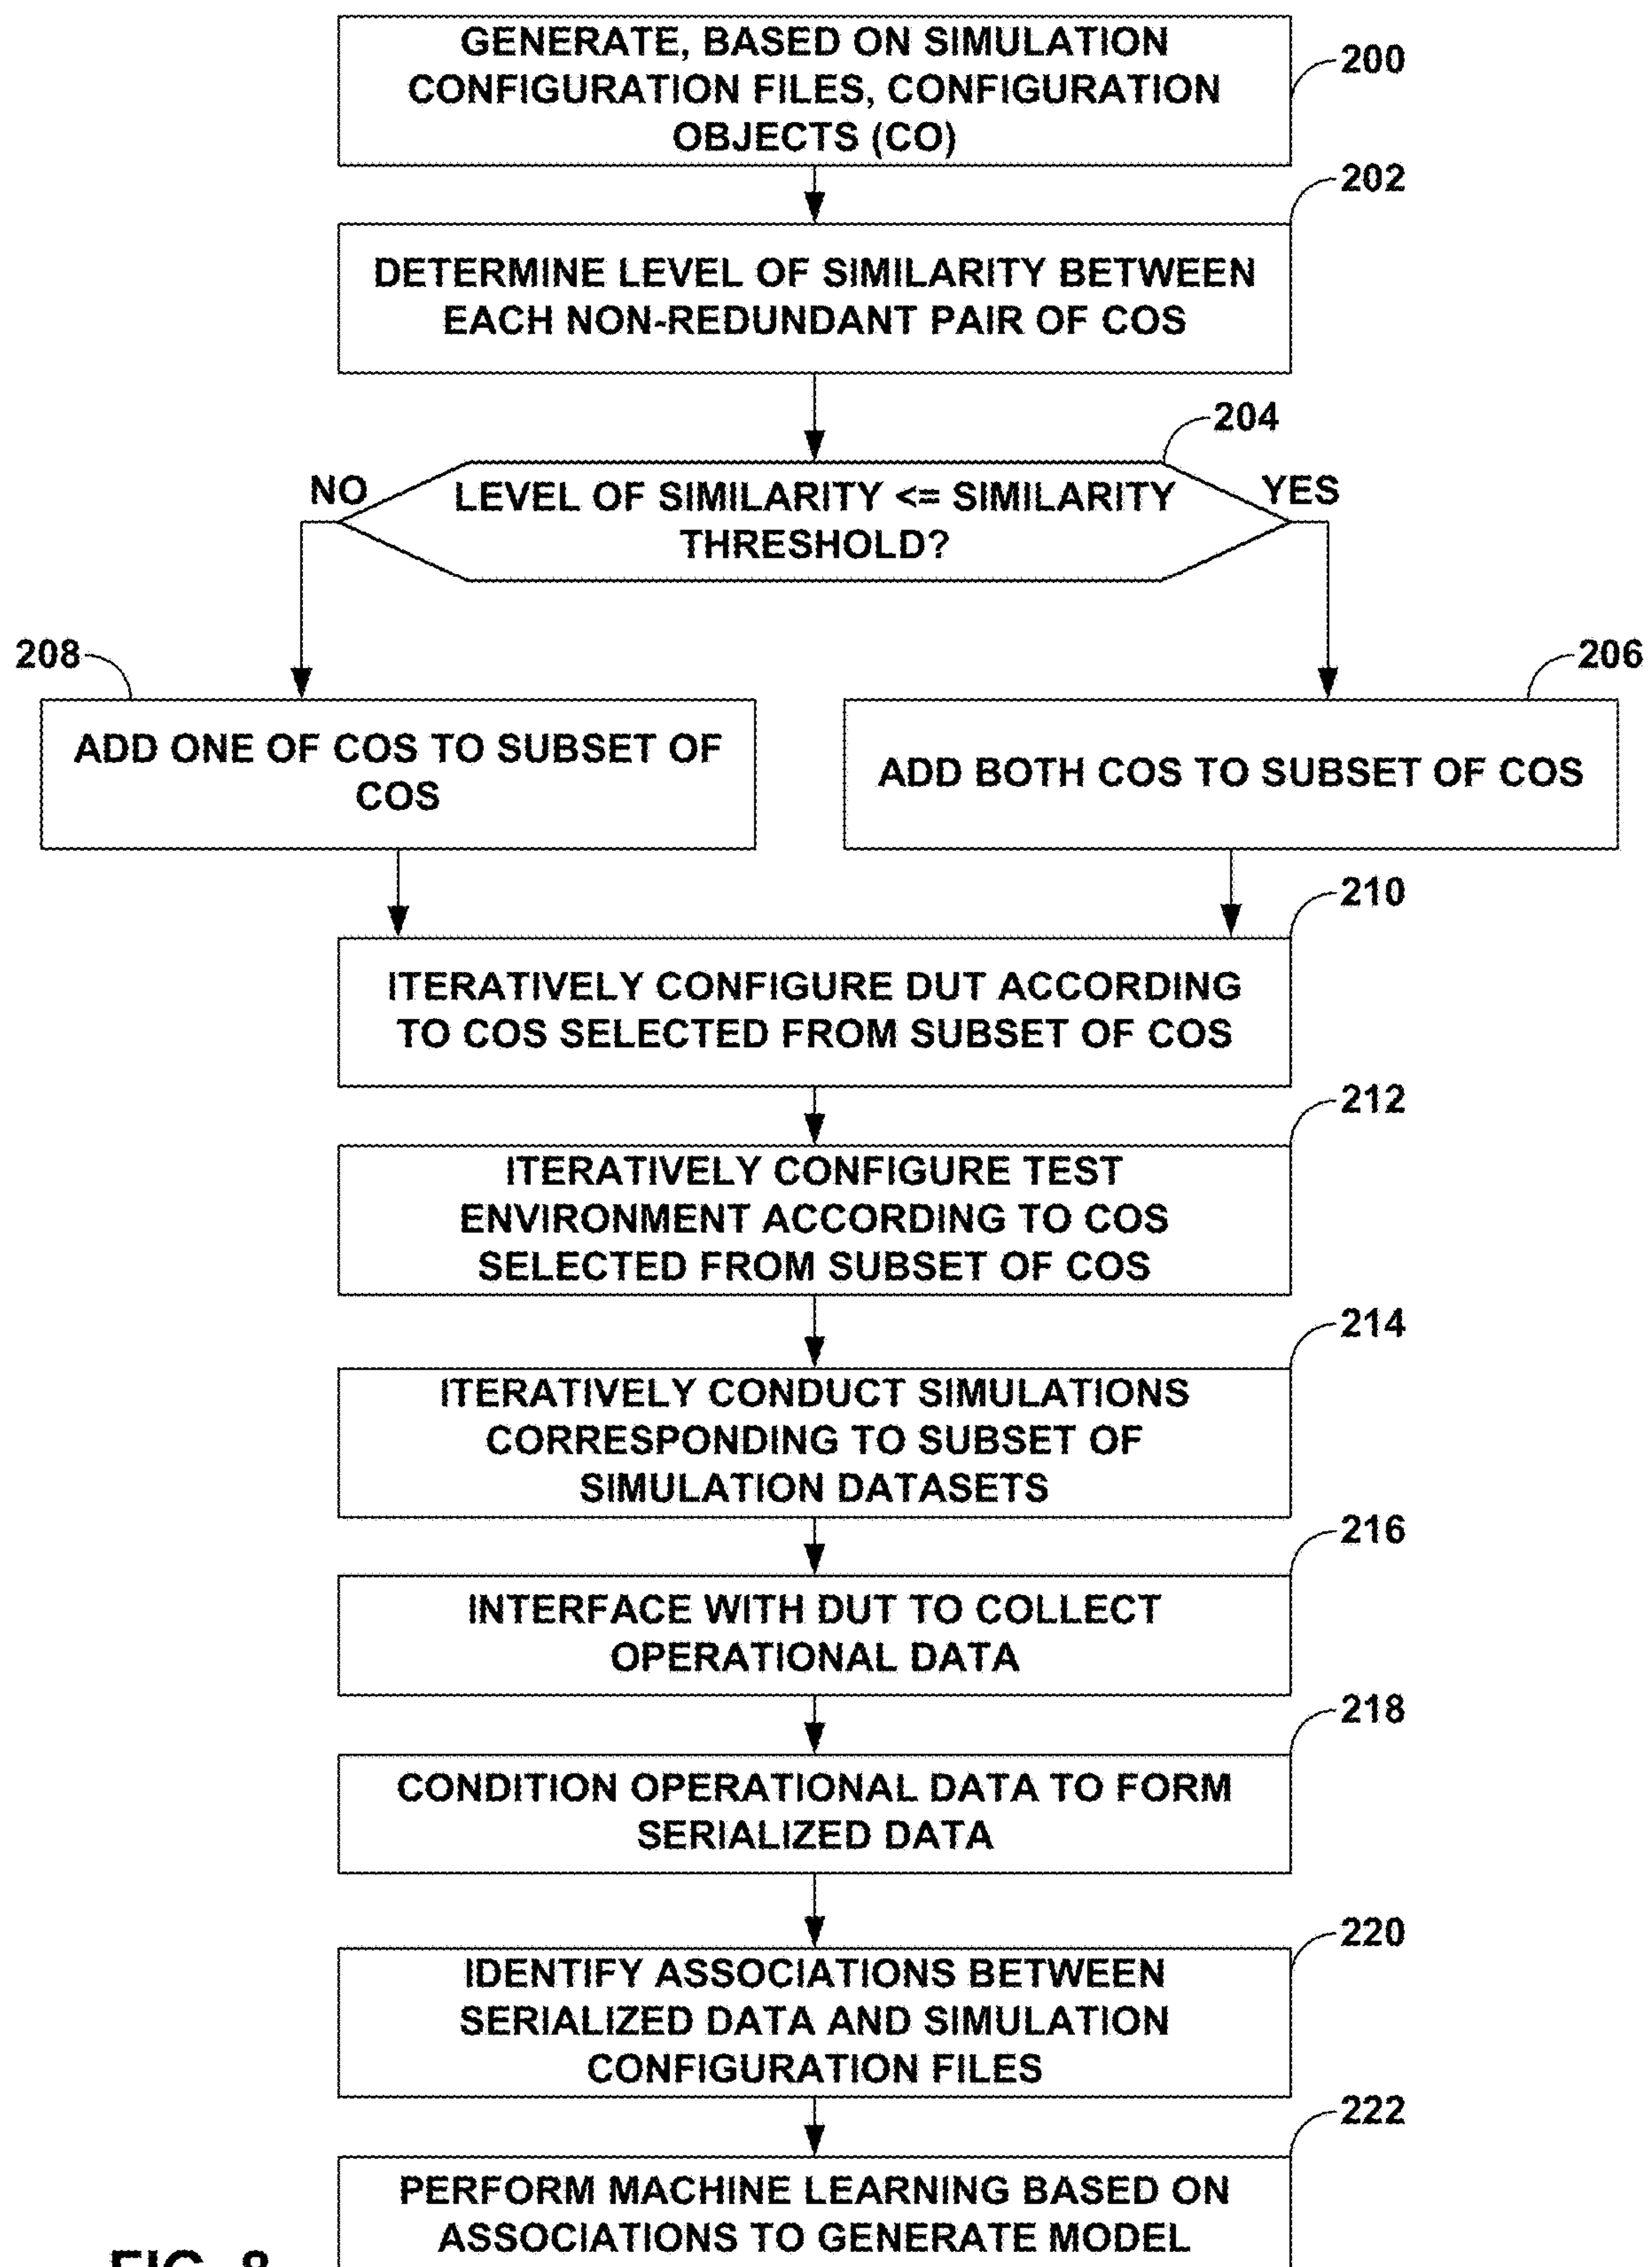 GENERATE, BASED ON SIMULATION
CONFIGURATION FILES, CONFIGURATION
OBJECTS (CO)
200
202
DETERMINE LEVEL OF SIMILARITY BETWEEN
EACH NON-REDUNDANT PAIR OF COS
204
NO
LEVEL OF SIMILARITY <= SIMILARITY
THRESHOLD?
YES
208
206
ADD ONE OF COS TO SUBSET OF
COS
ADD BOTH COS TO SUBSET OF COS
210
ITERATIVELY CONFIGURE DUT ACCORDING
TO COS SELECTED FROM SUBSET OF COS
212
ITERATIVELY CONFIGURE TEST
ENVIRONMENT ACCORDING TO COS
SELECTED FROM SUBSET OF COS
214
ITERATIVELY CONDUCT SIMULATIONS
CORRESPONDING TO SUBSET OF
SIMULATION DATASETS
216
INTERFACE WITH DUT TO COLLECT
OPERATIONAL DATA
218
CONDITION OPERATIONAL DATA TO FORM
SERIALIZED DATA
220
IDENTIFY ASSOCIATIONS BETWEEN
SERIALIZED DATA AND SIMULATION
CONFIGURATION FILES
222
PERFORM MACHINE LEARNING BASED ON
ASSOCIATIONS TO GENERATE MODEL
FIG. 8